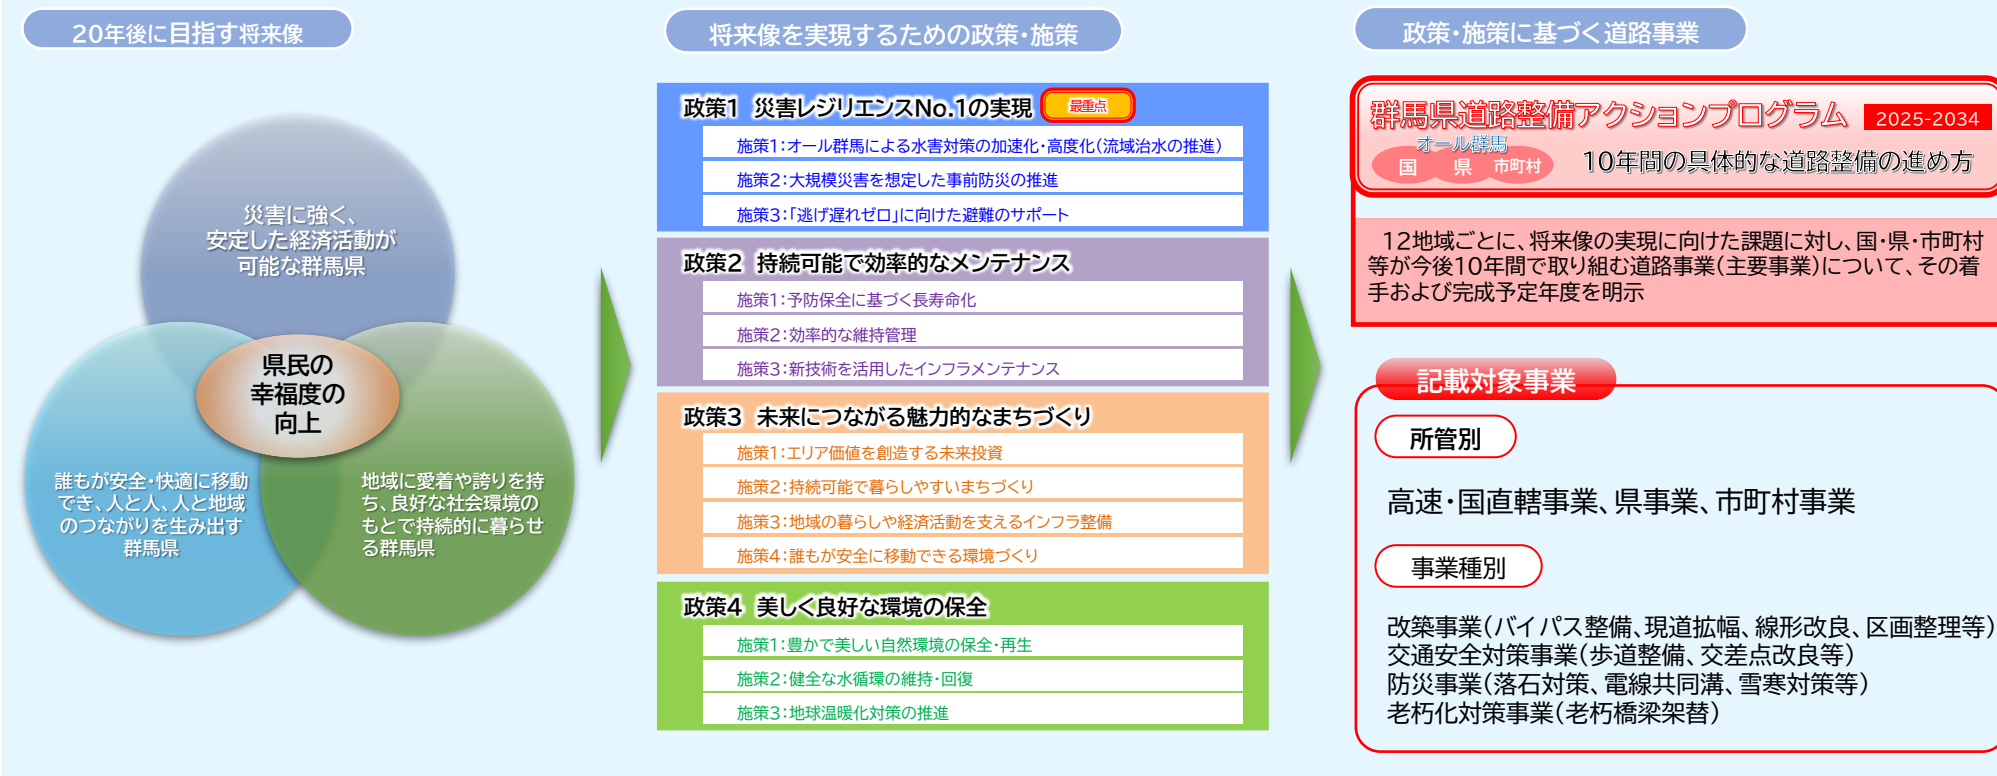 20年後に目指す将来像
災害に強く、
安定した経済活動が
可能な群馬県
県民の
幸福度の
向上
誰もが安全・快適に移動
でき、人と人、人と地域
のつながりを生み出す
群馬県
地域に愛着や誇りを持
ち、良好な社会環境の
もとで持続的に暮らせ
る群馬県
将来像を実現するための政策・施策
政策1 災害レジリエンスNo.1の実現 最重点
施策1:オール群馬による水害対策の加速化・高度化(流域治水の推進)
施策2:大規模災害を想定した事前防災の推進
施策3:「逃げ遅れゼロ」に向けた避難のサポート
政策2 持続可能で効率的なメンテナンス
施策1:予防保全に基づく長寿命化
施策2:効率的な維持管理
施策3:新技術を活用したインフラメンテナンス
政策3 未来につながる魅力的なまちづくり
施策1:エリア価値を創造する未来投資
施策2:持続可能で暮らしやすいまちづくり
施策3:地域の暮らしや経済活動を支えるインフラ整備
施策4:誰もが安全に移動できる環境づくり
政策4 美しく良好な環境の保全
施策1:豊かで美しい自然環境の保全・再生
施策2:健全な水循環の維持・回復
施策3:地球温暖化対策の推進
政策・施策に基づく道路事業
群馬県道路整備アクションプログラム 2025-2034
オール群馬
国 県 市町村 10年間の具体的な道路整備の進め方
12地域ごとに、将来像の実現に向けた課題に対し、国・県・市町村
等が今後10年間で取り組む道路事業(主要事業)について、その着
手および完成予定年度を明示
記載対象事業
所管別
高速・国直轄事業、県事業、市町村事業
事業種別
改築事業(バイパス整備、現道拡幅、線形改良、区画整理等)
交通安全対策事業(歩道整備、交差点改良等)
防災事業(落石対策、電線共同溝、雪寒対策等)
老朽化対策事業(老朽橋梁架替)